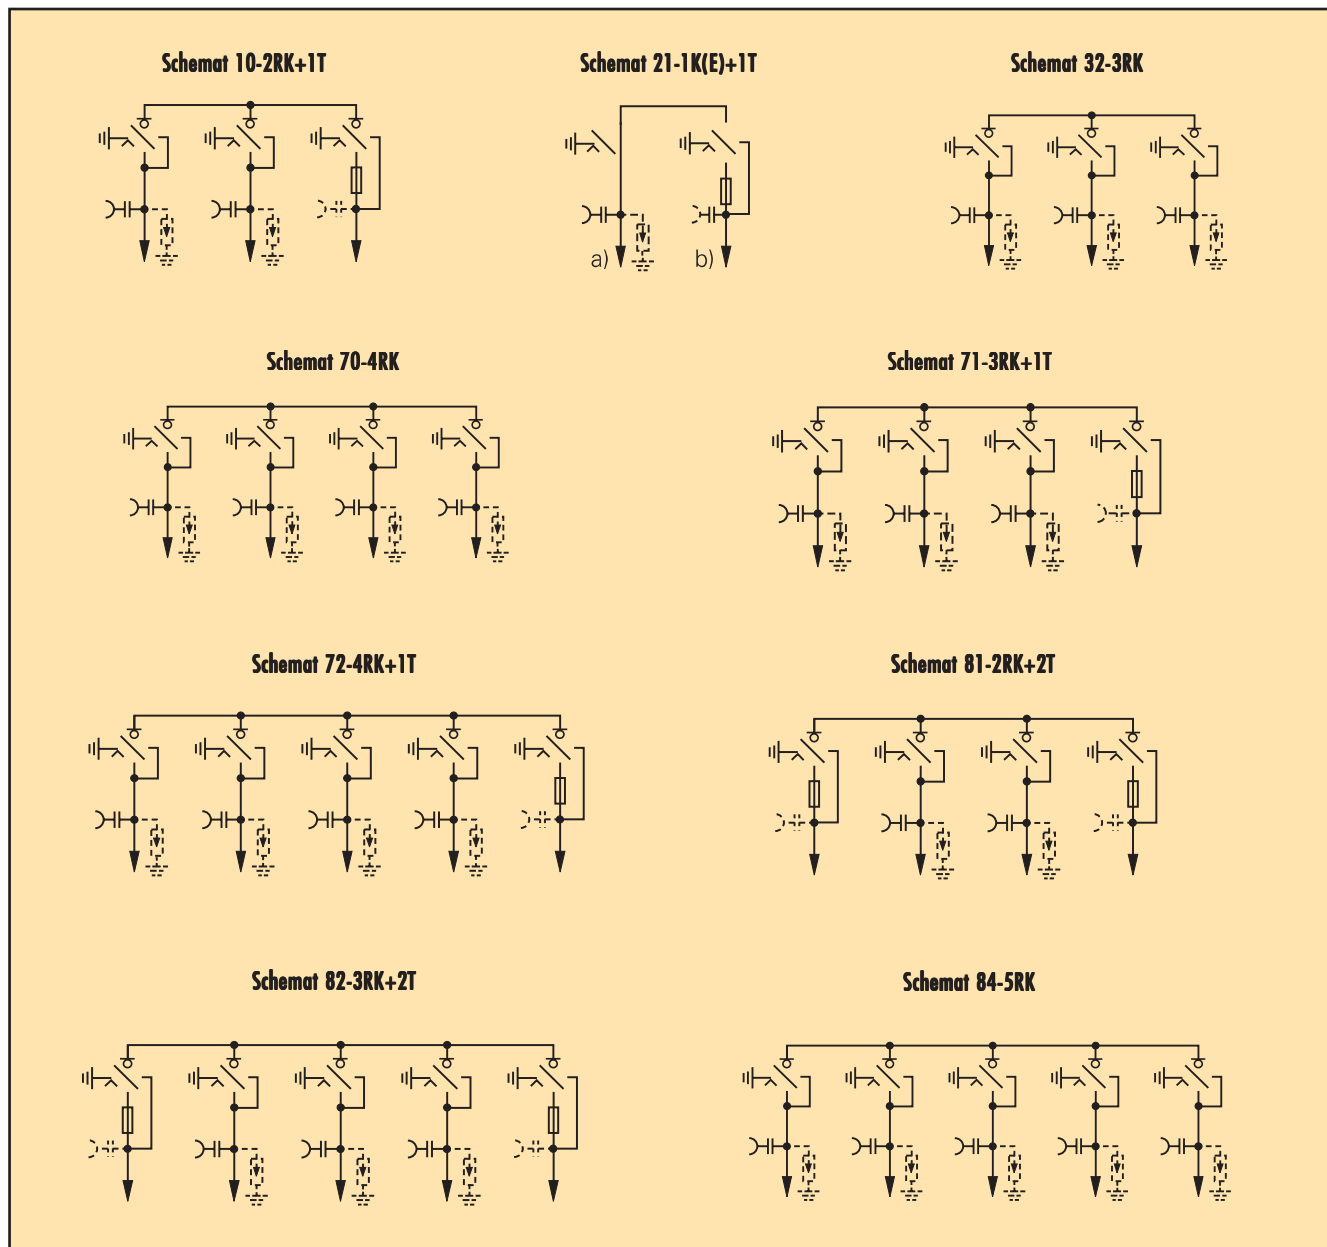 Schemat 10-2RK+1T
Schemat 21-1K(E)+1T
Schemat 32-3RK
a)
b)
Schemat 70-4RK
Schemat 71-3RK+1T
Schemat 72-4RK+1T
Schemat 81-2RK+2T
Schemat 82-3RK+2T
Schemat 84-5RK